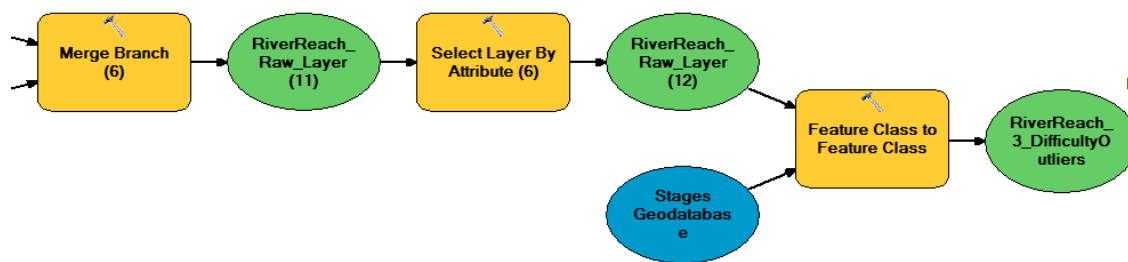 Merge Branch
(6)
RiverReach_
Raw_Layer
(11)
Select Layer By
Attribute (6)
RiverReach_
Raw_Layer
(12)
Feature Class to
Feature Class
RiverReach_
3_DifficultyO
utliers
Stages
Geodatabas
e